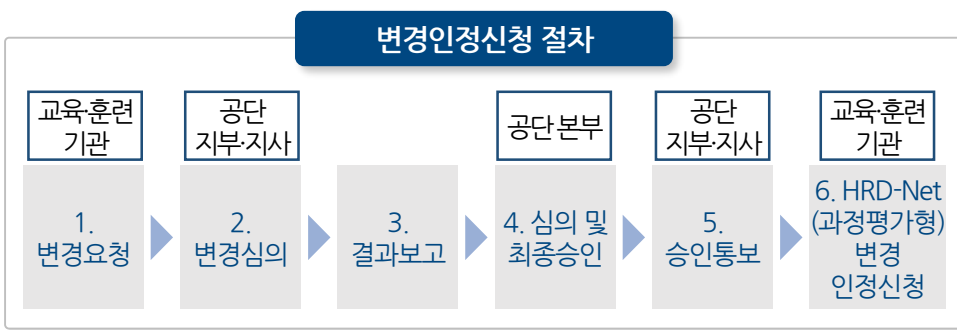 변경인정신청 절차
교육·훈련
기관
공단
지부·지사
공단 본부
공단
지부·지사
교육·훈련
기관
1.
변경요청
2.
변경심의
3.
결과보고
4. 심의 및
최종승인
5.
승인통보
6. HRD-Net
(과정평가형)
변경
인정신청